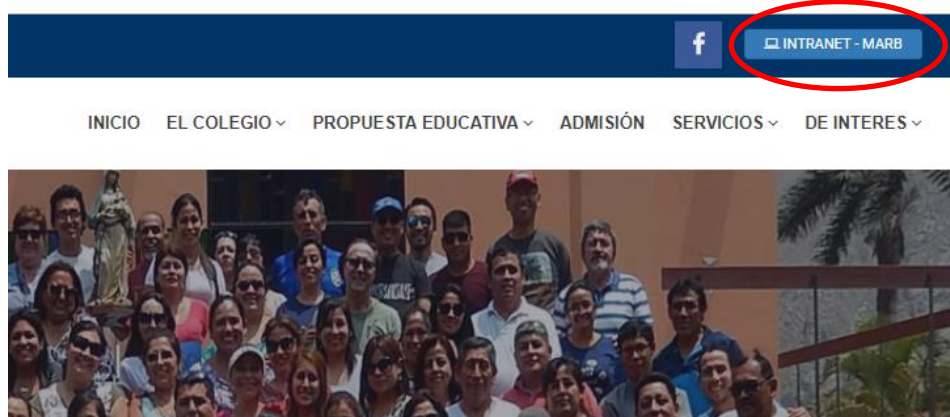 f INTRANET - MARB
INICIO EL COLEGIO PROPUESTA EDUCATIVA ADMISIÓN SERVICIOS DE INTERES